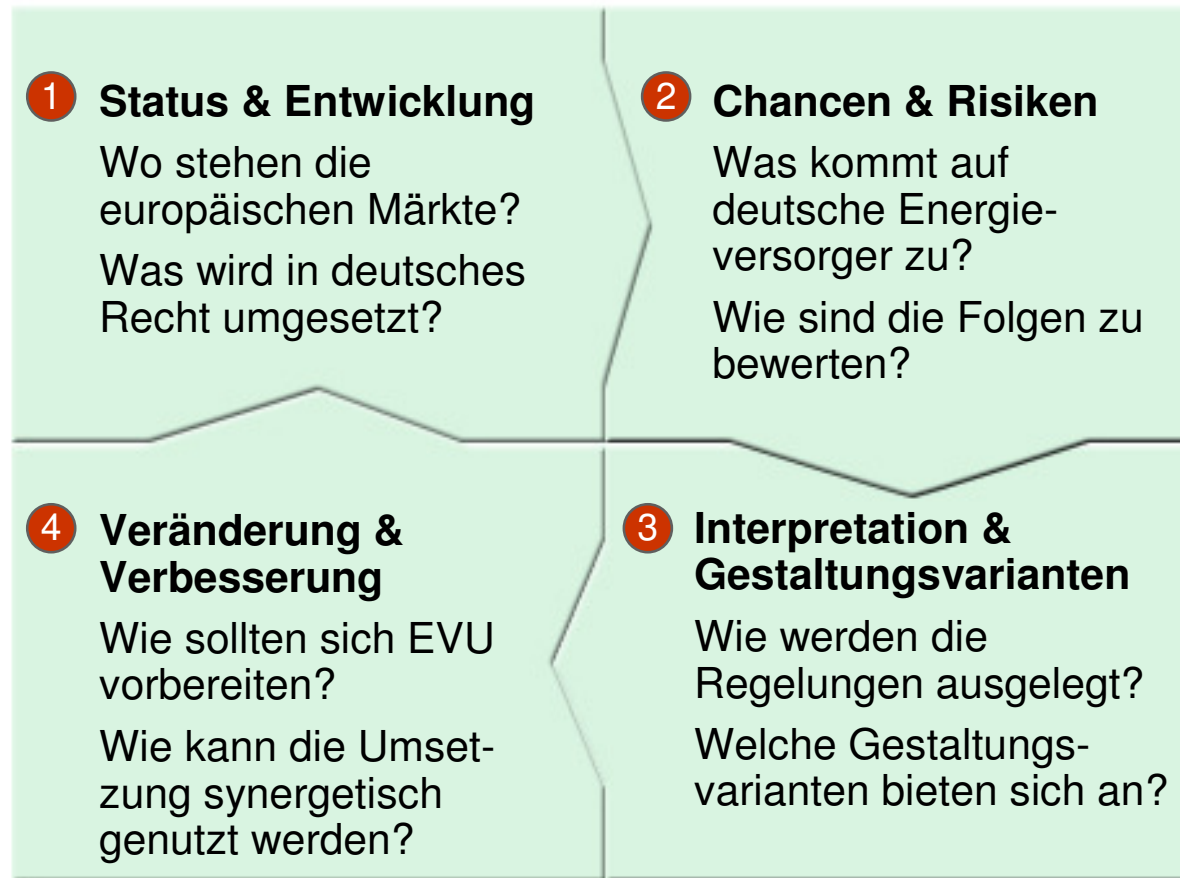 1 Status & Entwicklung
Wo stehen die
europäischen Märkte?
Was wird in deutsches
Recht umgesetzt?
2 Chancen & Risiken
Was kommt auf
deutsche Energie-
versorger zu?
Wie sind die Folgen zu
bewerten?
3 Interpretation &
Gestaltungsvarianten
Wie werden die
Regelungen ausgelegt?
Welche Gestaltungs-
varianten bieten sich an?
4 Veränderung &
Verbesserung
Wie sollten sich EVU
vorbereiten?
Wie kann die Umset-
zung synergetisch
genutzt werden?